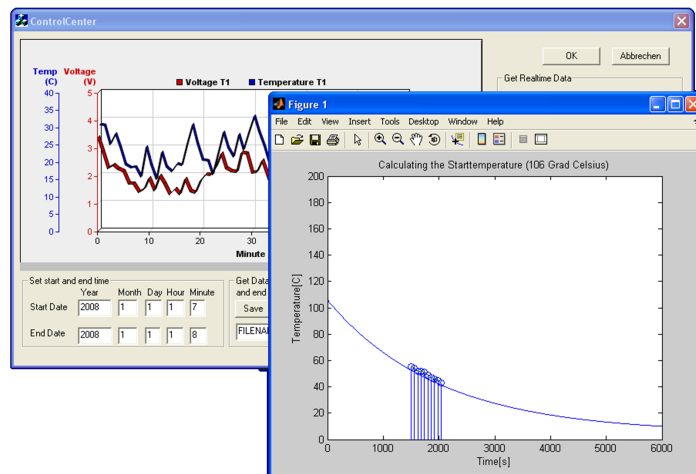 ControlCenter
OK
Abbrechen
Get Realtime Data
Temp Voltage
(C) (V)
Voltage T1 Temperature T1
40 5
35
30 4
25
3
20
15 2
10
1
5
0 0
0 10 20 30
Minute
Set start and end time
Year Month Day Hour Minute
Start Date 2008 1 1 1 7
End Date 2008 1 1 1 8
Get Data
and end
Save
FILENA
Figure 1
File Edit View Insert Tools Desktop Window Help
Calculating the Starttemperature (106 Grad Celsius)
200
180
160
140
120
100
80
60
40
20
0
Temperature[C]
0 1000 2000 3000 4000 5000 6000
Time[s]